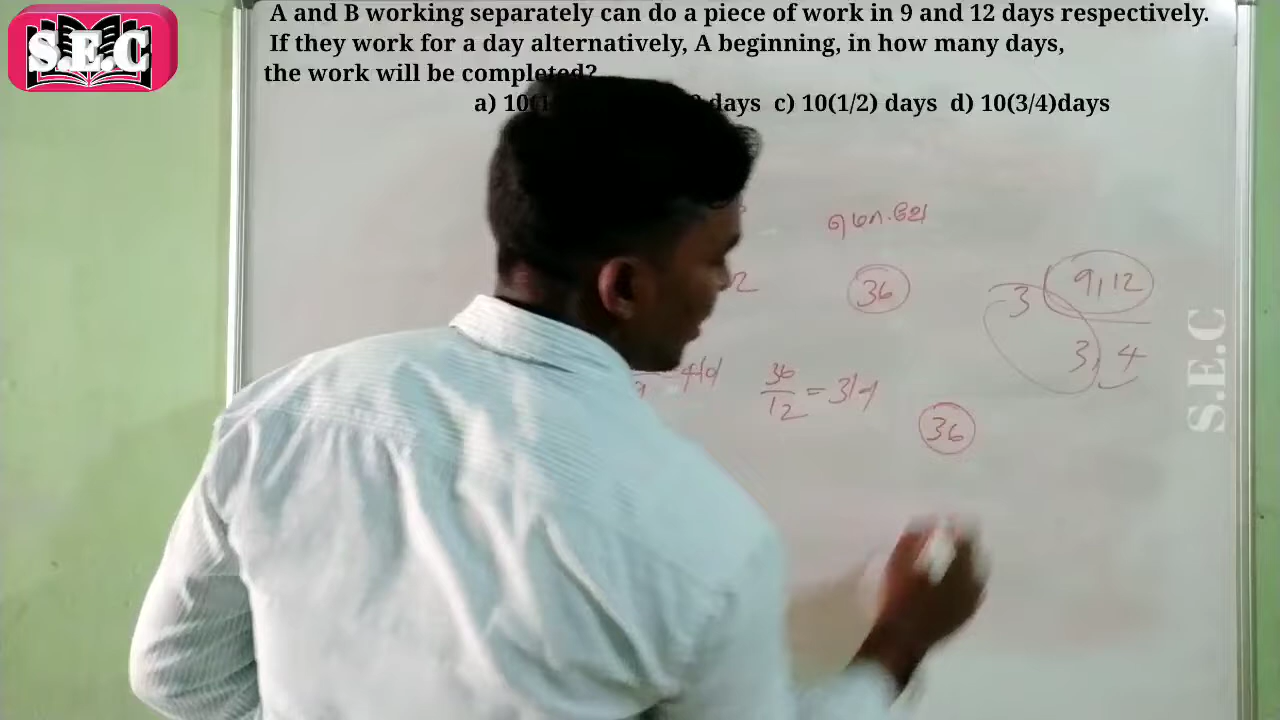 S.E.C
A and B working separately can do a piece of work in 9 and 12 days respectively.
If they work for a day alternatively, A beginning, in how many days,
the work will be completed?
a) 10 days c) 10(1/2) days d) 10(3/4)days
36
3 9,12
3, 4
36/12 = 3/d
36
S.E.C